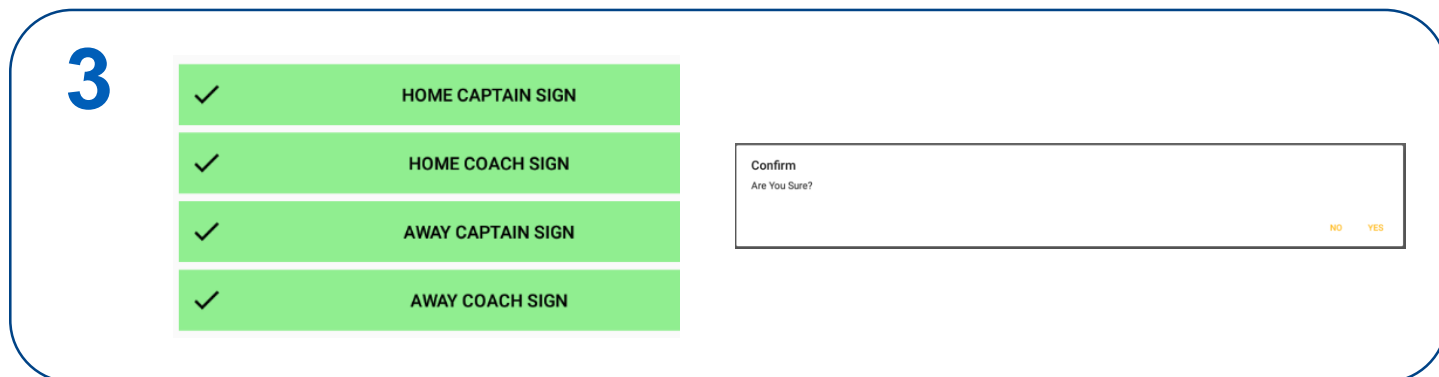 3
HOME CAPTAIN SIGN
HOME COACH SIGN
AWAY CAPTAIN SIGN
AWAY COACH SIGN
Confirm
Are You Sure?
NO YES